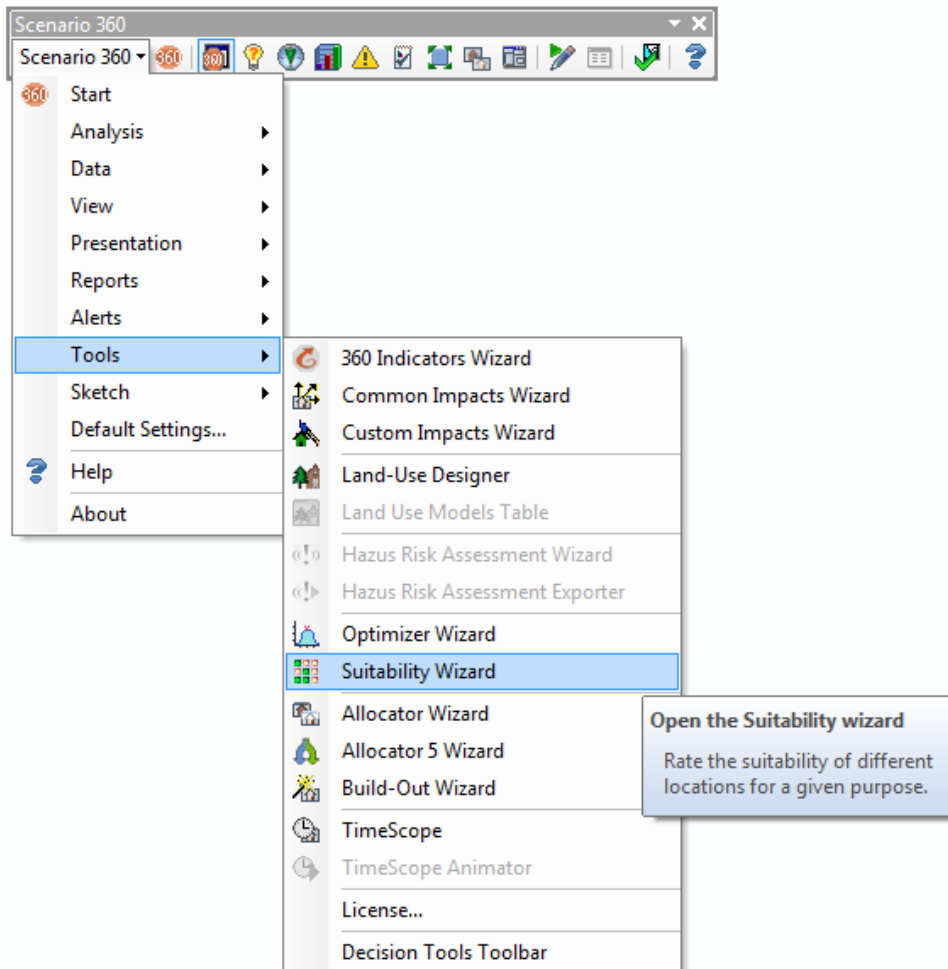 Scenario 360
Scenario 360
Start
Analysis
Data
View
Presentation
Reports
Alerts
Tools
Sketch
Default Settings...
Help
About
360 Indicators Wizard
Common Impacts Wizard
Custom Impacts Wizard
Land-Use Designer
Land Use Models Table
Hazus Risk Assessment Wizard
Hazus Risk Assessment Exporter
Optimizer Wizard
Suitability Wizard
Allocator Wizard
Allocator 5 Wizard
Build-Out Wizard
TimeScope
TimeScope Animator
License...
Decision Tools Toolbar
Open the Suitability wizard
Rate the suitability of different
locations for a given purpose.